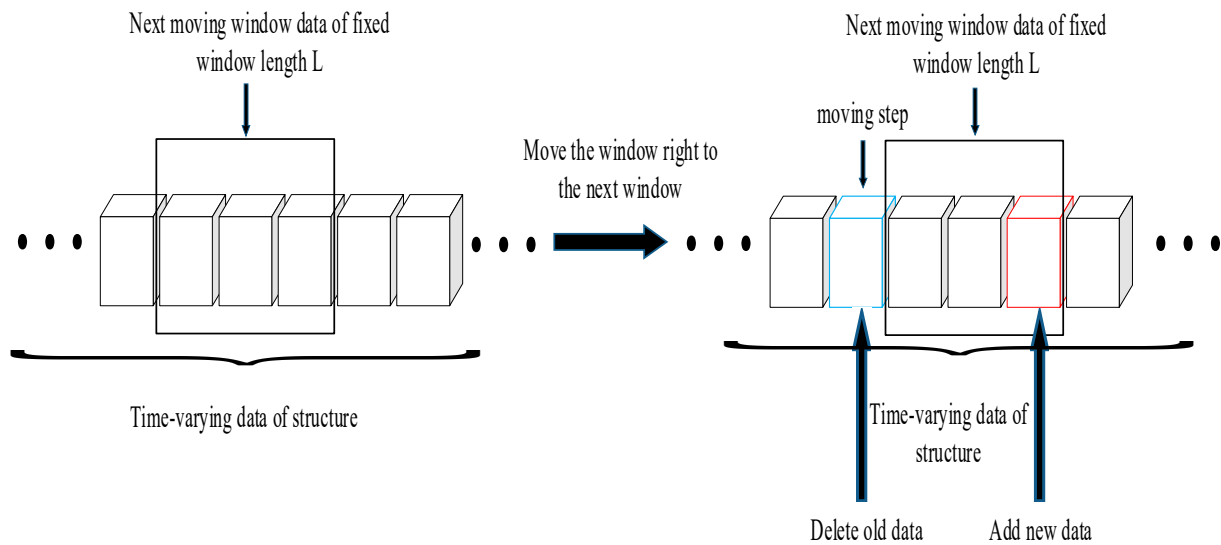 Next moving window data of fixed
window length L
Time-varying data of structure
Move the window right to
the next window
Next moving window data of fixed
window length L
moving step
Time-varying data of
structure
Delete old data
Add new data